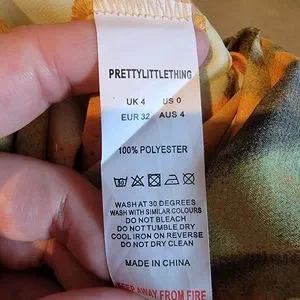 PRETTYLITTLETHING
UK 4 US 0
EUR 32 AUS 4
100% POLYESTER
WASH AT 30 DEGREES
WASH WITH SIMILAR COLOURS
DO NOT BLEACH
DO NOT TUMBLE DRY
COOL IRON ON REVERSE
DO NOT DRY CLEAN
MADE IN CHINA
KEEP AWAY FROM FIRE